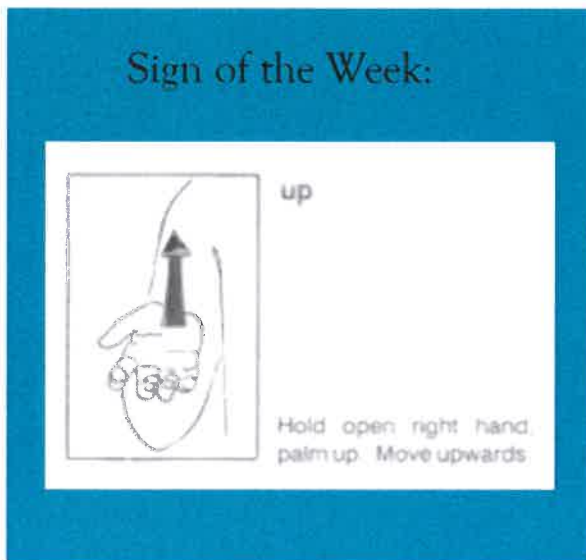 Sign of the Week:
up
Hold open right hand,
palm up. Move upwards